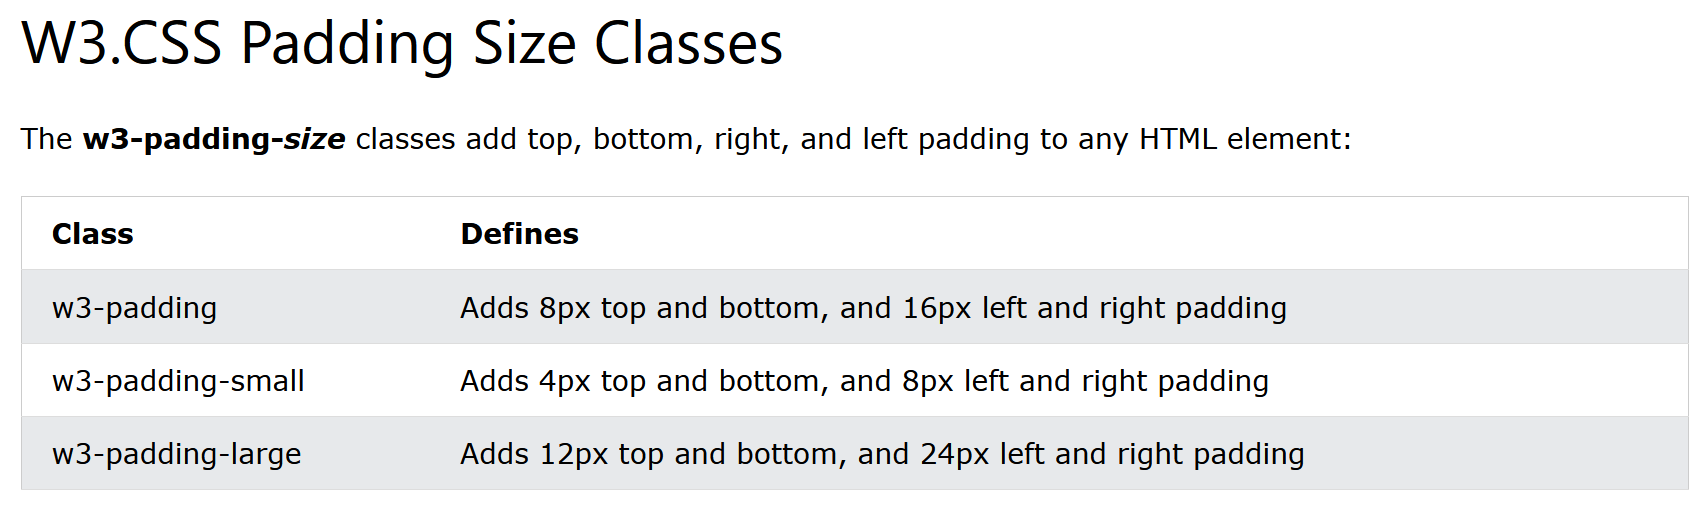 W3.CSS Padding Size Classes
The w3-padding-size classes add top, bottom, right, and left padding to any HTML element:
Class Defines
w3-padding Adds 8px top and bottom, and 16px left and right padding
w3-padding-small Adds 4px top and bottom, and 8px left and right padding
w3-padding-large Adds 12px top and bottom, and 24px left and right padding